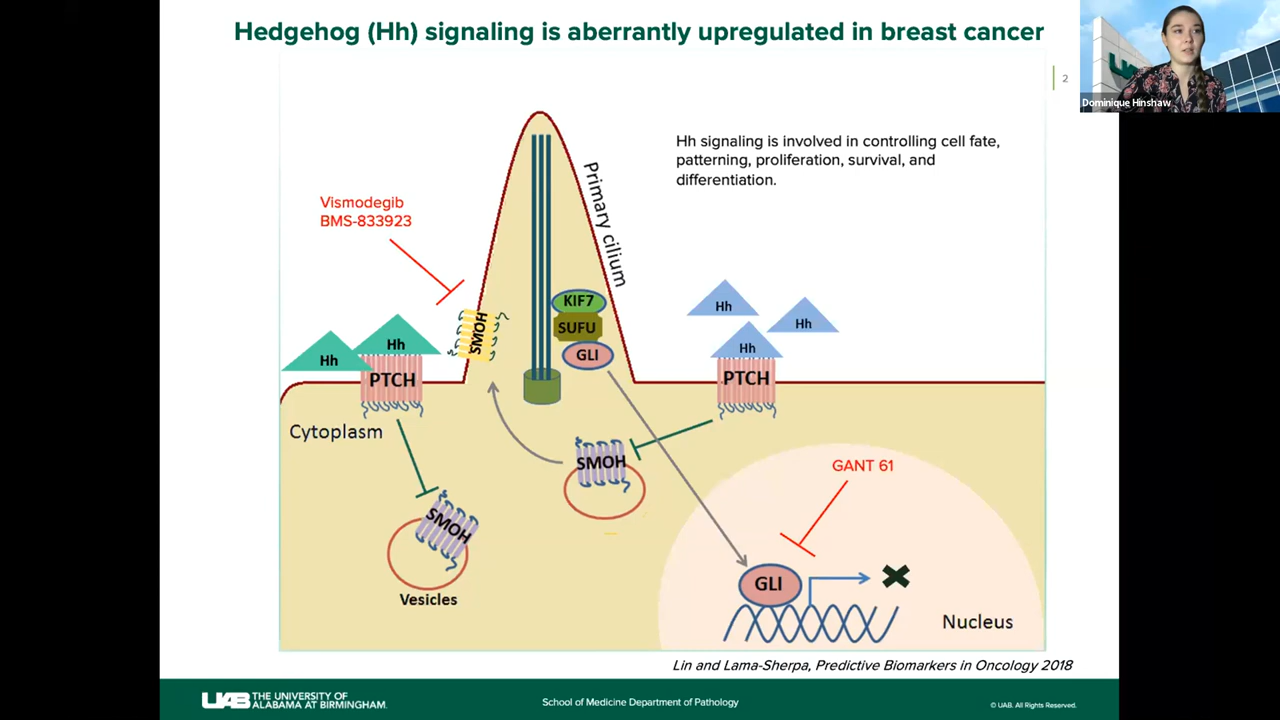 Hedgehog (Hh) signaling is aberrantly upregulated in breast cancer
Dominique Hinshaw
2
Hh signaling is involved in controlling cell fate,
patterning, proliferation, survival, and
differentiation.
Vismodegib
BMS-833923
Primary cilium
KIF7
SUFU
GLI
SMOH
Hh
Hh
PTCH
Hh
Hh
Hh
PTCH
Cytoplasm
SMOH
SMOH
Vesicles
GANT 61
GLI
Nucleus
Lin and Lama-Sherpa, Predictive Biomarkers in Oncology 2018
UAB THE UNIVERSITY OF
ALABAMA AT BIRMINGHAM.
School of Medicine Department of Pathology
© UAB. All Rights Reserved.